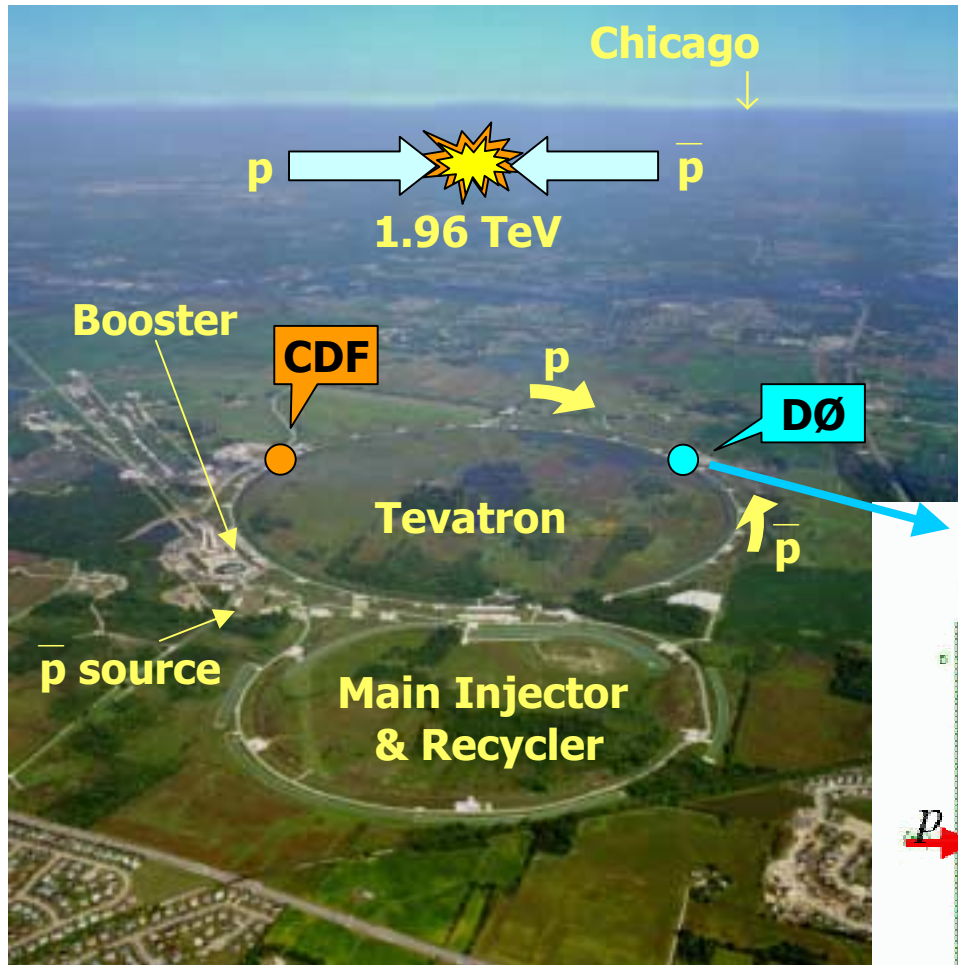 Chicago
p
p̄
1.96 TeV
Booster
CDF
p
DØ
Tevatron
p̄
p̄ source
Main Injector
& Recycler
p